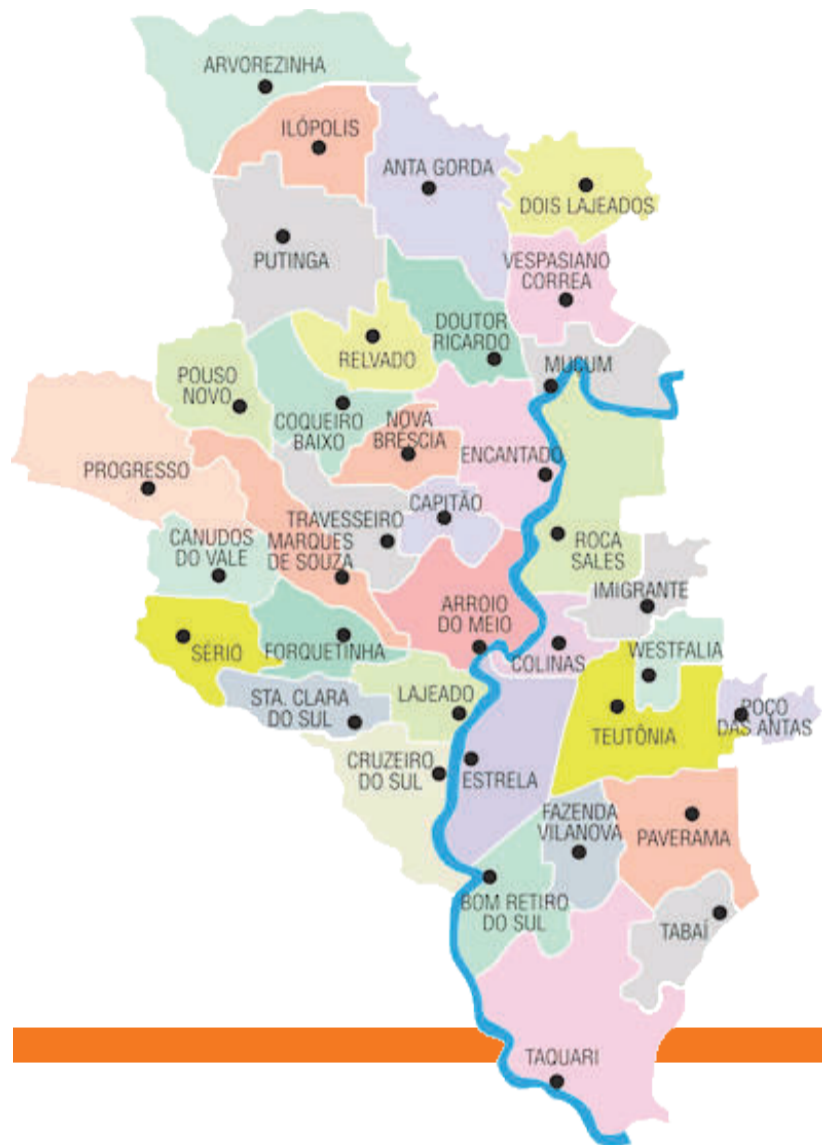 ARVOREZINHA
ILÓPOLIS
ANTA GORDA
DOIS LAJEADOS
PUTINGA
VESPASIANO
CORREA
DOUTOR
RICARDO
RELVADO
MUCUM
POUSO
NOVO
COQUEIRO
BAIXO
NOVA
BRESCIA
ENCANTADO
PROGRESSO
CAPITÃO
TRAVESSEIRO
CANUDOS
DO VALE
MARQUES
DE SOUZA
ROCA
SALES
IMIGRANTE
ARROIO
DO MEIO
SÉRIO
FORQUETINHA
COLINAS
WESTFALIA
STA. CLARA
DO SUL
LAJEADO
TEUTÔNIA
POÇO
DAS ANTAS
CRUZEIRO
DO SUL
ESTRELA
FAZENDA
VILANOVA
PAVERAMA
BOM RETIRO
DO SUL
TABAÍ
TAQUARI